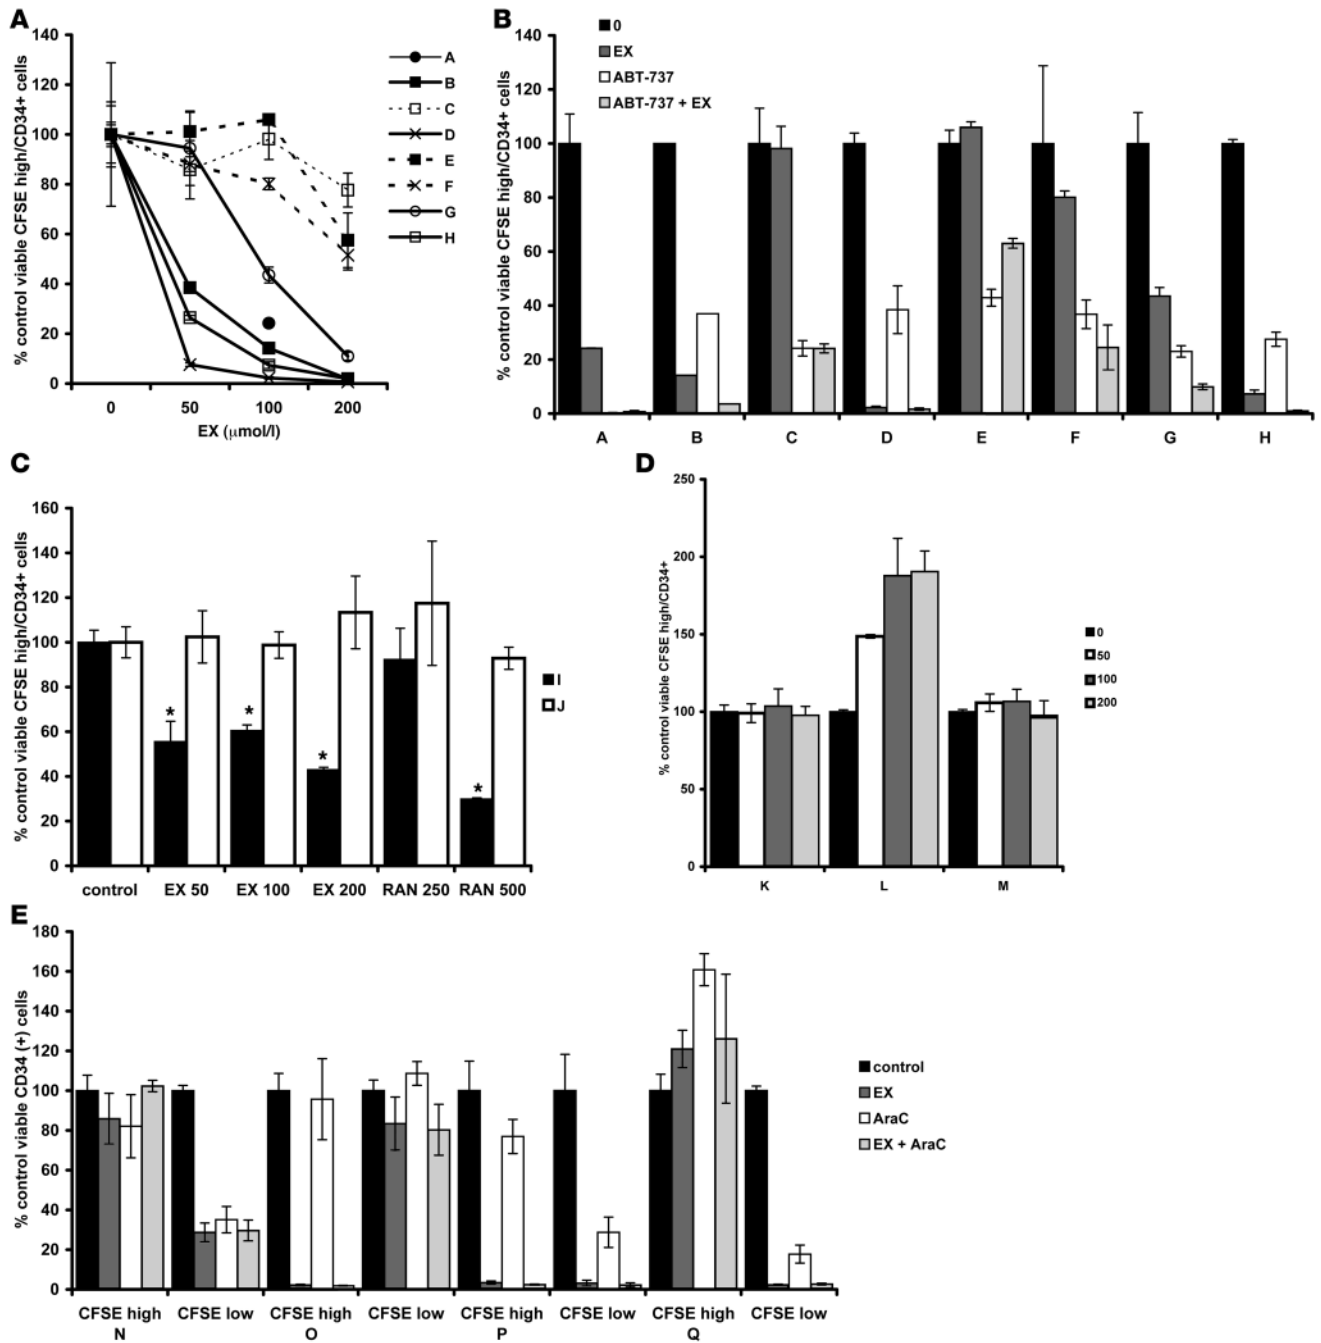 A
% control viable CFSE high/CD34+ cells
140
120
100
80
60
40
20
0
0 50 100 200
EX (μmol/l)
A
B
C
D
E
F
G
H
B
% control viable CFSE high/CD34+ cells
140
120
100
80
60
40
20
0
0
EX
ABT-737
ABT-737 + EX
A B C D E F G H
C
% control viable CFSE high/CD34+ cells
160
140
120
100
80
60
40
20
0
* * * *
control EX 50 EX 100 EX 200 RAN 250 RAN 500
I
J
D
% control viable CFSE high/CD34+
250
200
150
100
50
0
K L M
0
50
100
200
E
% control viable CD34 (+) cells
180
160
140
120
100
80
60
40
20
0
CFSE high CFSE low CFSE high CFSE low CFSE high CFSE low CFSE high CFSE low
N O P Q
control
EX
AraC
EX + AraC